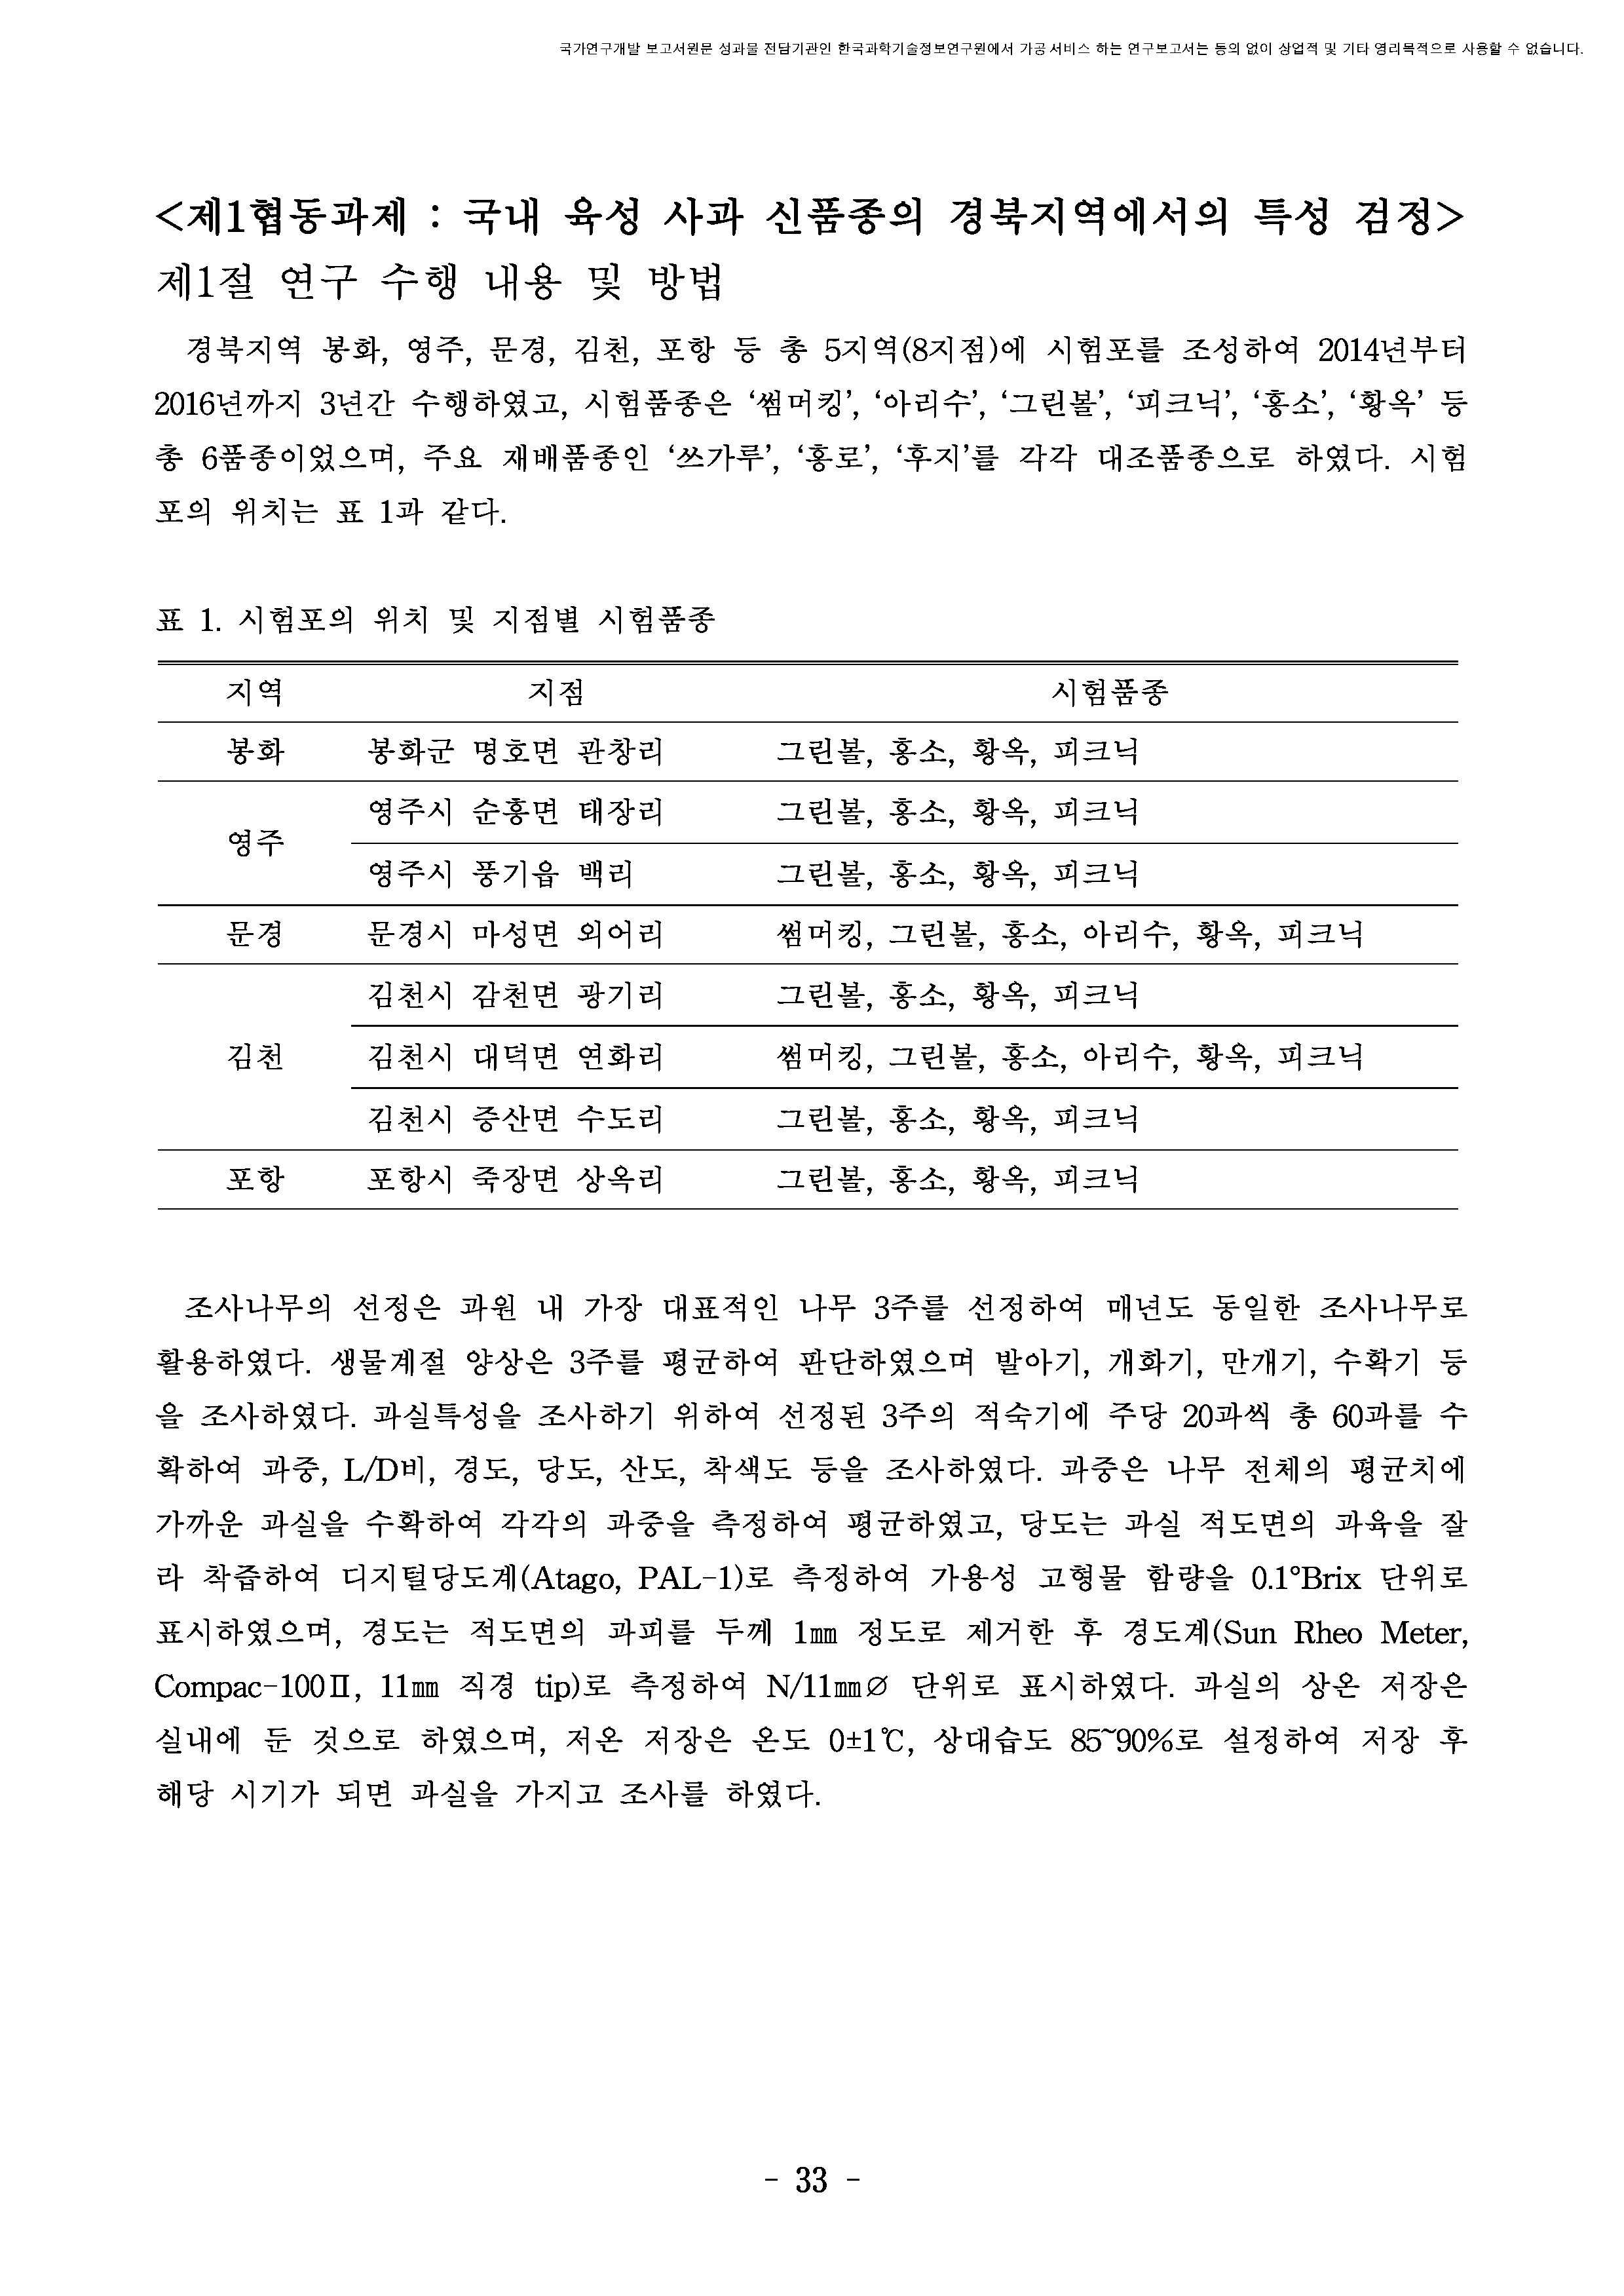 국가연구개발 보고서원문 성과물 전담기관인 한국과학기술정보연구원에서 가공·서비스 하는 연구보고서는 동의 없이 상업적 및 기타 영리목적으로 사용할 수 없습니다.
<제1협동과제 : 국내 육성 사과 신품종의 경북지역에서의 특성 검정>
제1절 연구 수행 내용 및 방법
경북지역 봉화, 영주, 문경, 김천, 포항 등 총 5지역(8지점)에 시험포를 조성하여 2014년부터
2016년까지 3년간 수행하였고, 시험품종은 ‘썸머킹’, ‘아리수’, ‘그린볼’, ‘피크닉’, ‘홍소’, ‘황옥’ 등
총 6품종이었으며, 주요 재배품종인 ‘쓰가루’, ‘홍로’, ‘후지’를 각각 대조품종으로 하였다. 시험
포의 위치는 표 1과 같다.
표 1. 시험포의 위치 및 지점별 시험품종
지역 지점 시험품종
봉화 봉화군 명호면 관창리 그린볼, 홍소, 황옥, 피크닉
영주 영주시 순흥면 태장리 그린볼, 홍소, 황옥, 피크닉
영주시 풍기읍 백리 그린볼, 홍소, 황옥, 피크닉
문경 문경시 마성면 외어리 썸머킹, 그린볼, 홍소, 아리수, 황옥, 피크닉
김천시 감천면 광기리 그린볼, 홍소, 황옥, 피크닉
김천 김천시 대덕면 연화리 썸머킹, 그린볼, 홍소, 아리수, 황옥, 피크닉
김천시 증산면 수도리 그린볼, 홍소, 황옥, 피크닉
포항 포항시 죽장면 상옥리 그린볼, 홍소, 황옥, 피크닉
조사나무의 선정은 과원 내 가장 대표적인 나무 3주를 선정하여 매년도 동일한 조사나무로
활용하였다. 생물계절 양상은 3주를 평균하여 판단하였으며 발아기, 개화기, 만개기, 수확기 등
을 조사하였다. 과실특성을 조사하기 위하여 선정된 3주의 적숙기에 주당 20과씩 총 60과를 수
확하여 과중, L/D비, 경도, 당도, 산도, 착색도 등을 조사하였다. 과중은 나무 전체의 평균치에
가까운 과실을 수확하여 각각의 과중을 측정하여 평균하였고, 당도는 과실 적도면의 과육을 잘
라 착즙하여 디지털당도계(Atago, PAL-1)로 측정하여 가용성 고형물 함량을 0.1°Brix 단위로
표시하였으며, 경도는 적도면의 과피를 두께 1㎜ 정도로 제거한 후 경도계(Sun Rheo Meter,
Compac-100Ⅱ, 11㎜ 직경 tip)로 측정하여 N/11㎜∅ 단위로 표시하였다. 과실의 상온 저장은
실내에 둔 것으로 하였으며, 저온 저장은 온도 0±1℃, 상대습도 85~90%로 설정하여 저장 후
해당 시기가 되면 과실을 가지고 조사를 하였다.
- 33 -